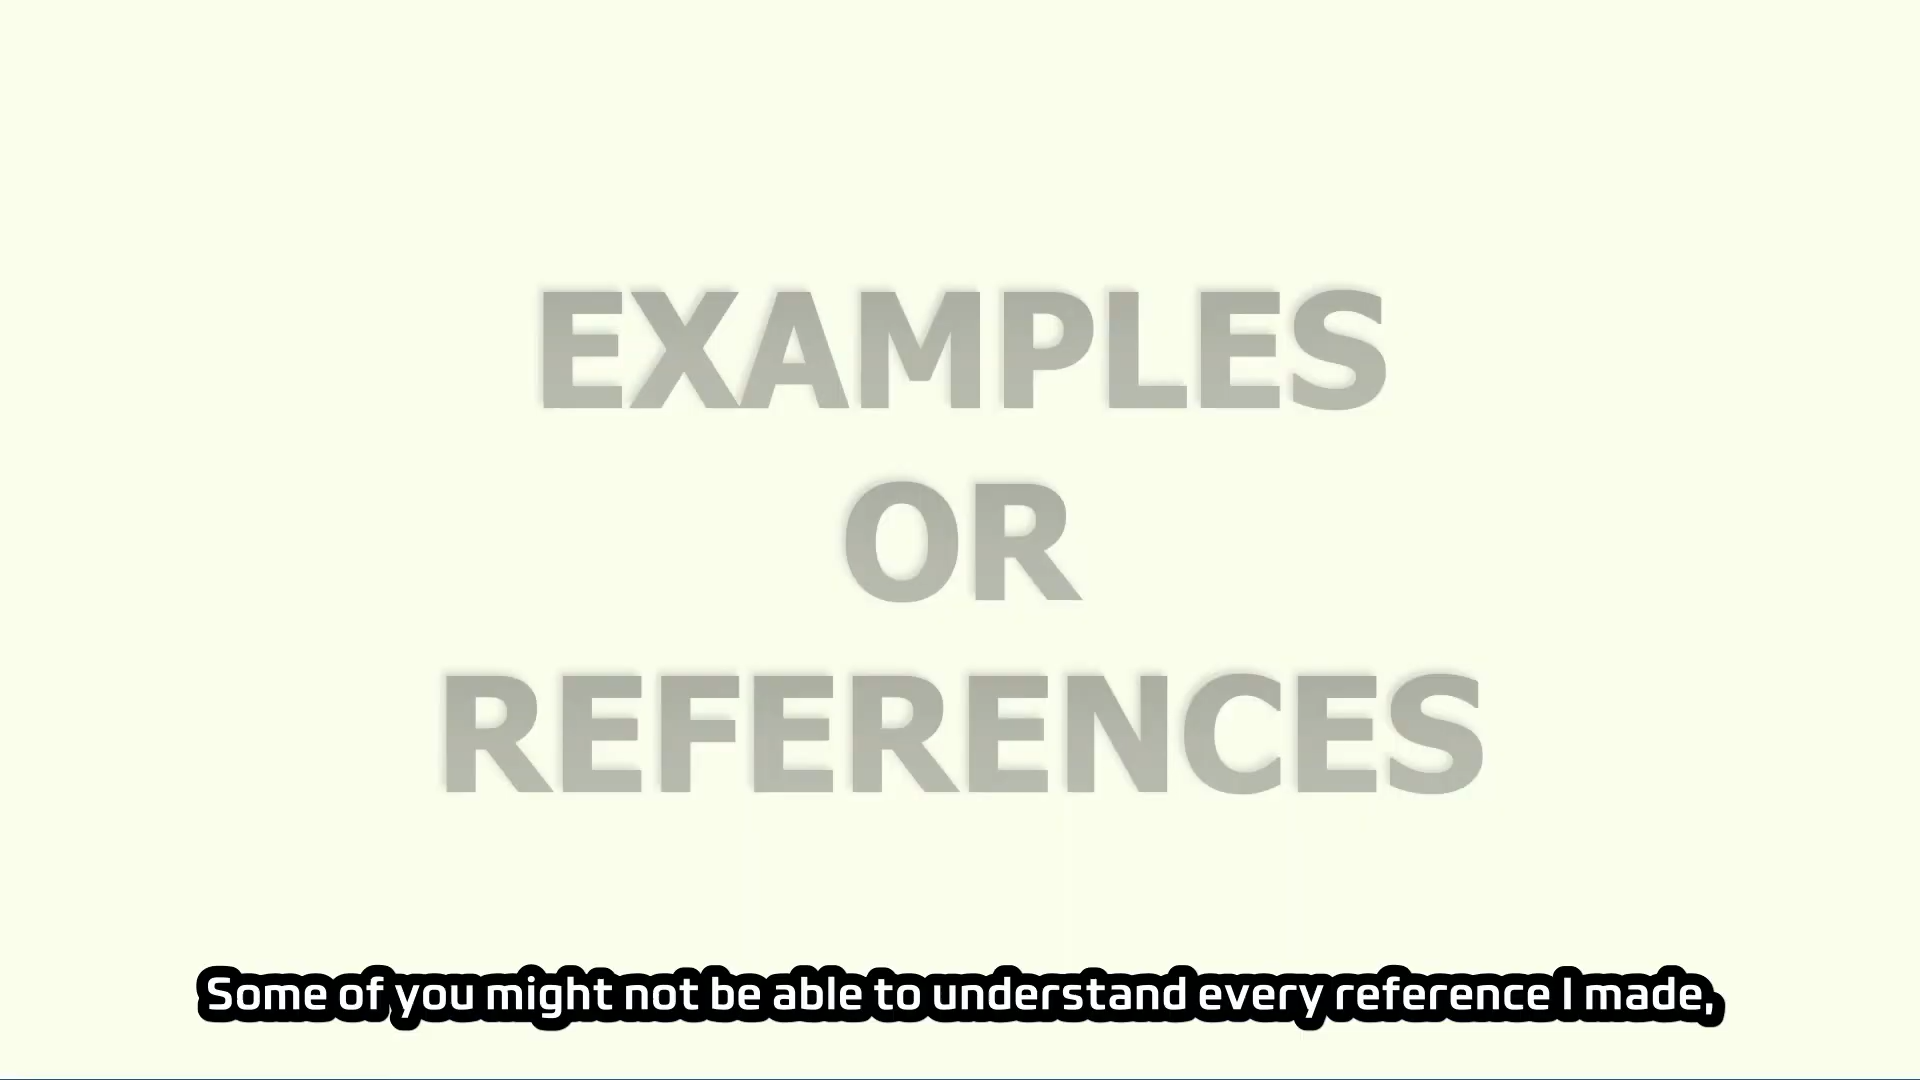 EXAMPLES
OR
REFERENCES
Some of you might not be able to understand every reference I made,